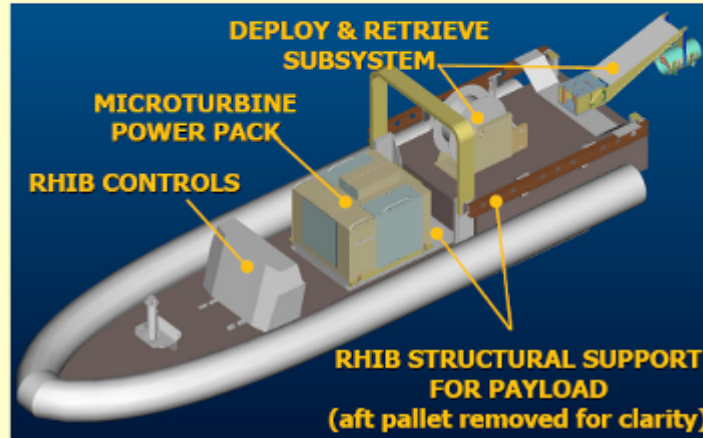 DEPLOY & RETRIEVE
SUBSYSTEM
MICROTURBINE
POWER PACK
RHIB CONTROLS
RHIB STRUCTURAL SUPPORT
FOR PAYLOAD
(aft pallet removed for clarity)